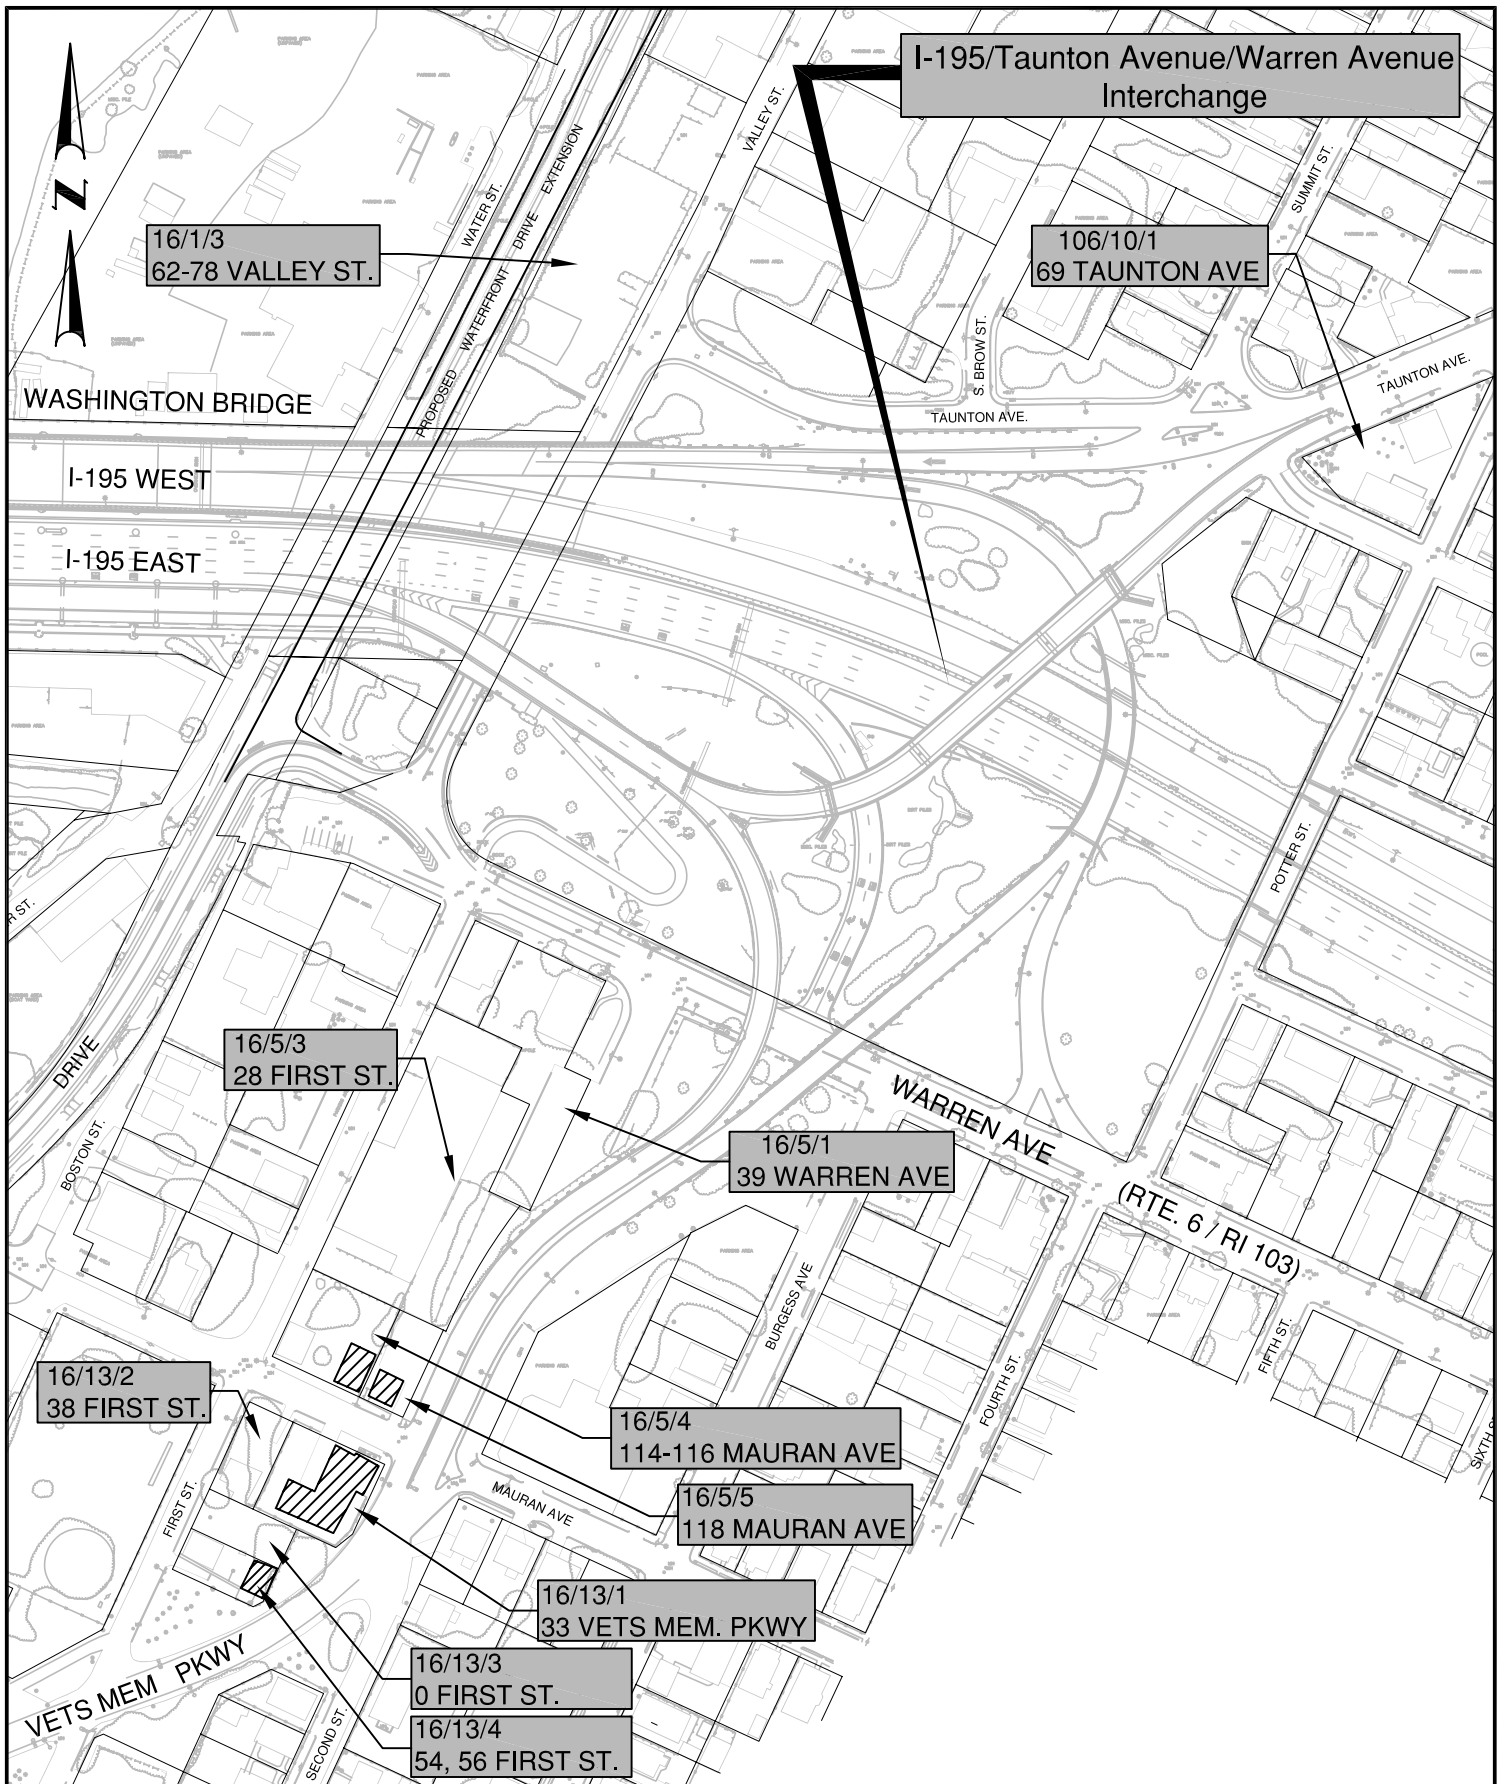 I-195/Taunton Avenue/Warren Avenue
Interchange
N
VALLEY ST.
SUMMIT ST.
WATER ST.
PROPOSED WATERFRONT DRIVE EXTENSION
16/1/3
62-78 VALLEY ST.
106/10/1
69 TAUNTON AVE
S. BROW ST.
TAUNTON AVE.
TAUNTON AVE.
WASHINGTON BRIDGE
I-195 WEST
I-195 EAST
POTTER ST.
R ST.
DRIVE
16/5/3
28 FIRST ST.
WARREN AVE
(RTE. 6 / RI 103)
16/5/1
39 WARREN AVE
BOSTON ST.
BURGESS AVE
FOURTH ST.
FIFTH ST.
SIXTH S
16/13/2
38 FIRST ST.
16/5/4
114-116 MAURAN AVE
16/5/5
118 MAURAN AVE
FIRST ST.
MAURAN AVE
16/13/1
33 VETS MEM. PKWY
VETS MEM PKWY
16/13/3
0 FIRST ST.
16/13/4
54, 56 FIRST ST.
SECOND ST.